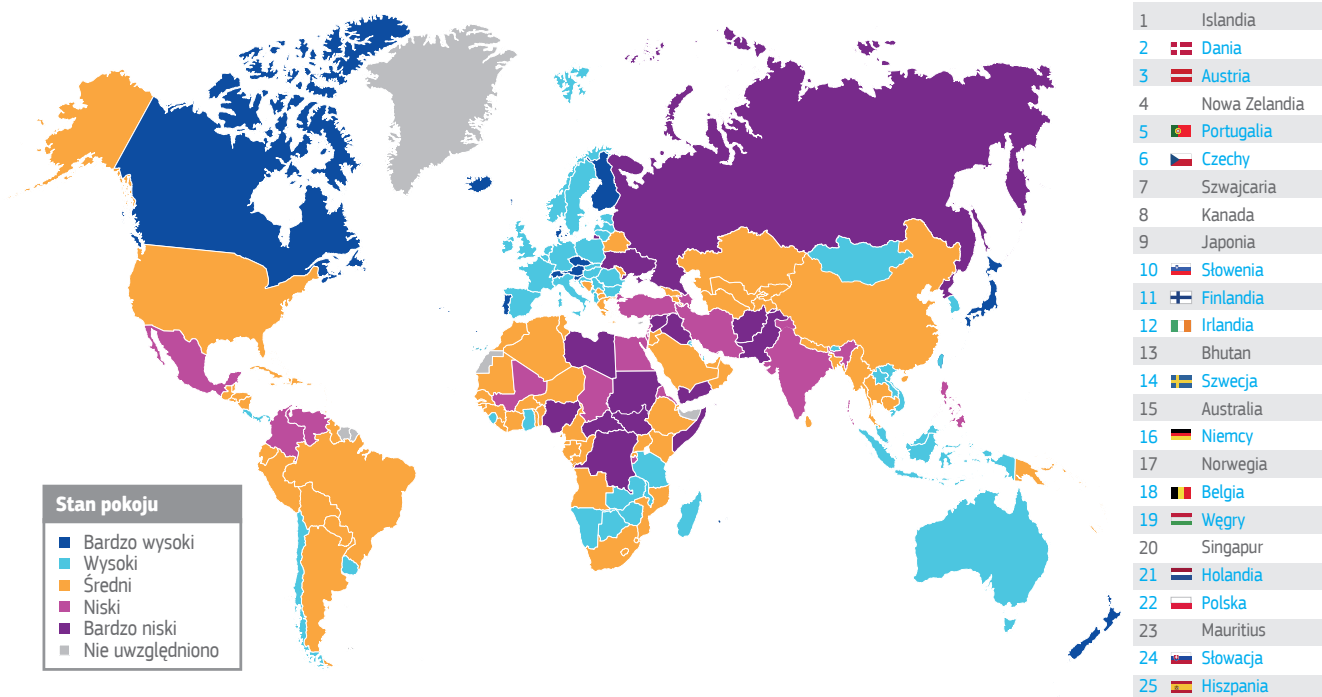 Stan pokoju
Bardzo wysoki
Wysoki
Średni
Niski
Bardzo niski
Nie uwzględniono
1 Islandia
2 Dania
3 Austria
4 Nowa Zelandia
5 Portugalia
6 Czechy
7 Szwajcaria
8 Kanada
9 Japonia
10 Słowenia
11 Finlandia
12 Irlandia
13 Bhutan
14 Szwecja
15 Australia
16 Niemcy
17 Norwegia
18 Belgia
19 Węgry
20 Singapur
21 Holandia
22 Polska
23 Mauritius
24 Słowacja
25 Hiszpania